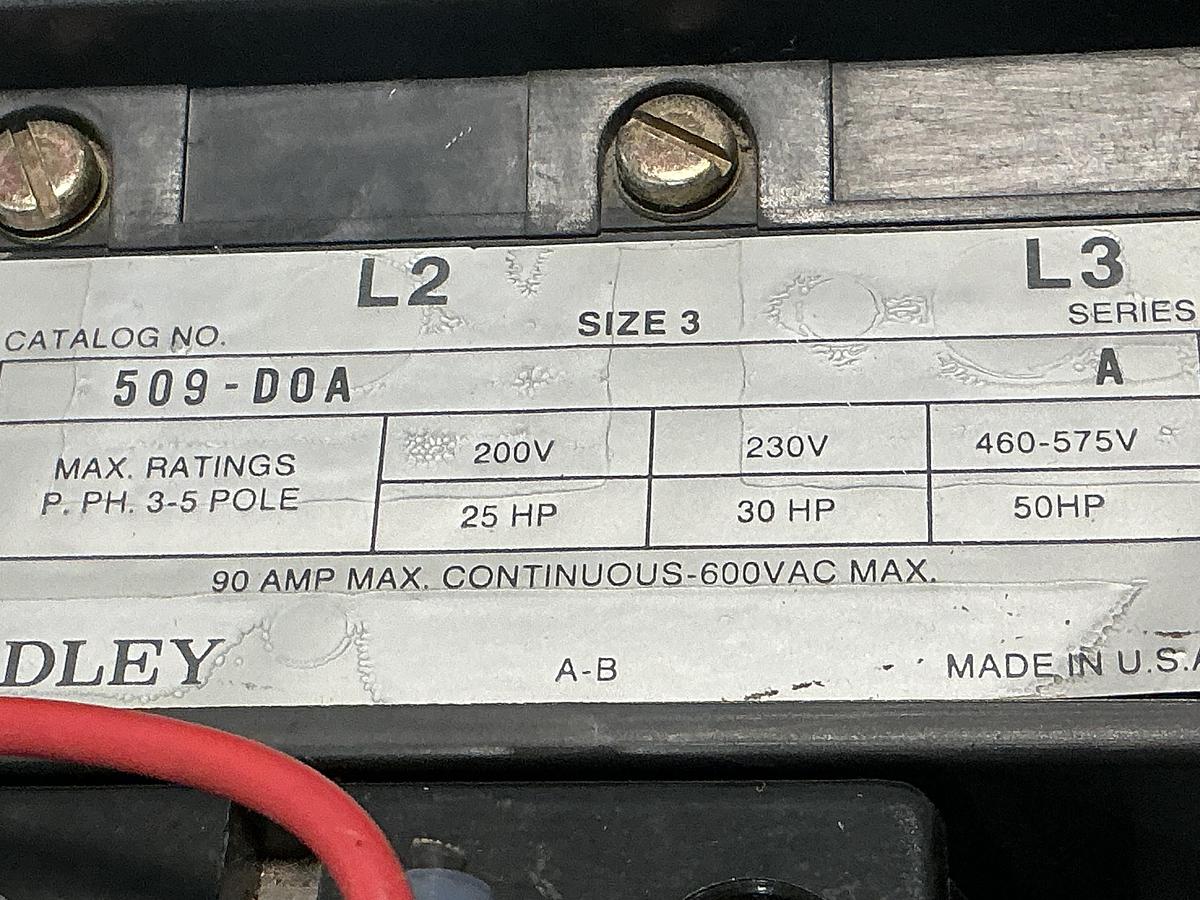 L2 L3
CATALOG NO. SIZE 3 SERIES
509-DOA A
MAX. RATINGS
P. PH. 3-5 POLE
200V 230V 460-575V
25 HP 30 HP 50HP
90 AMP MAX. CONTINUOUS-600VAC MAX.
DLEY A-B MADE IN U.S.A